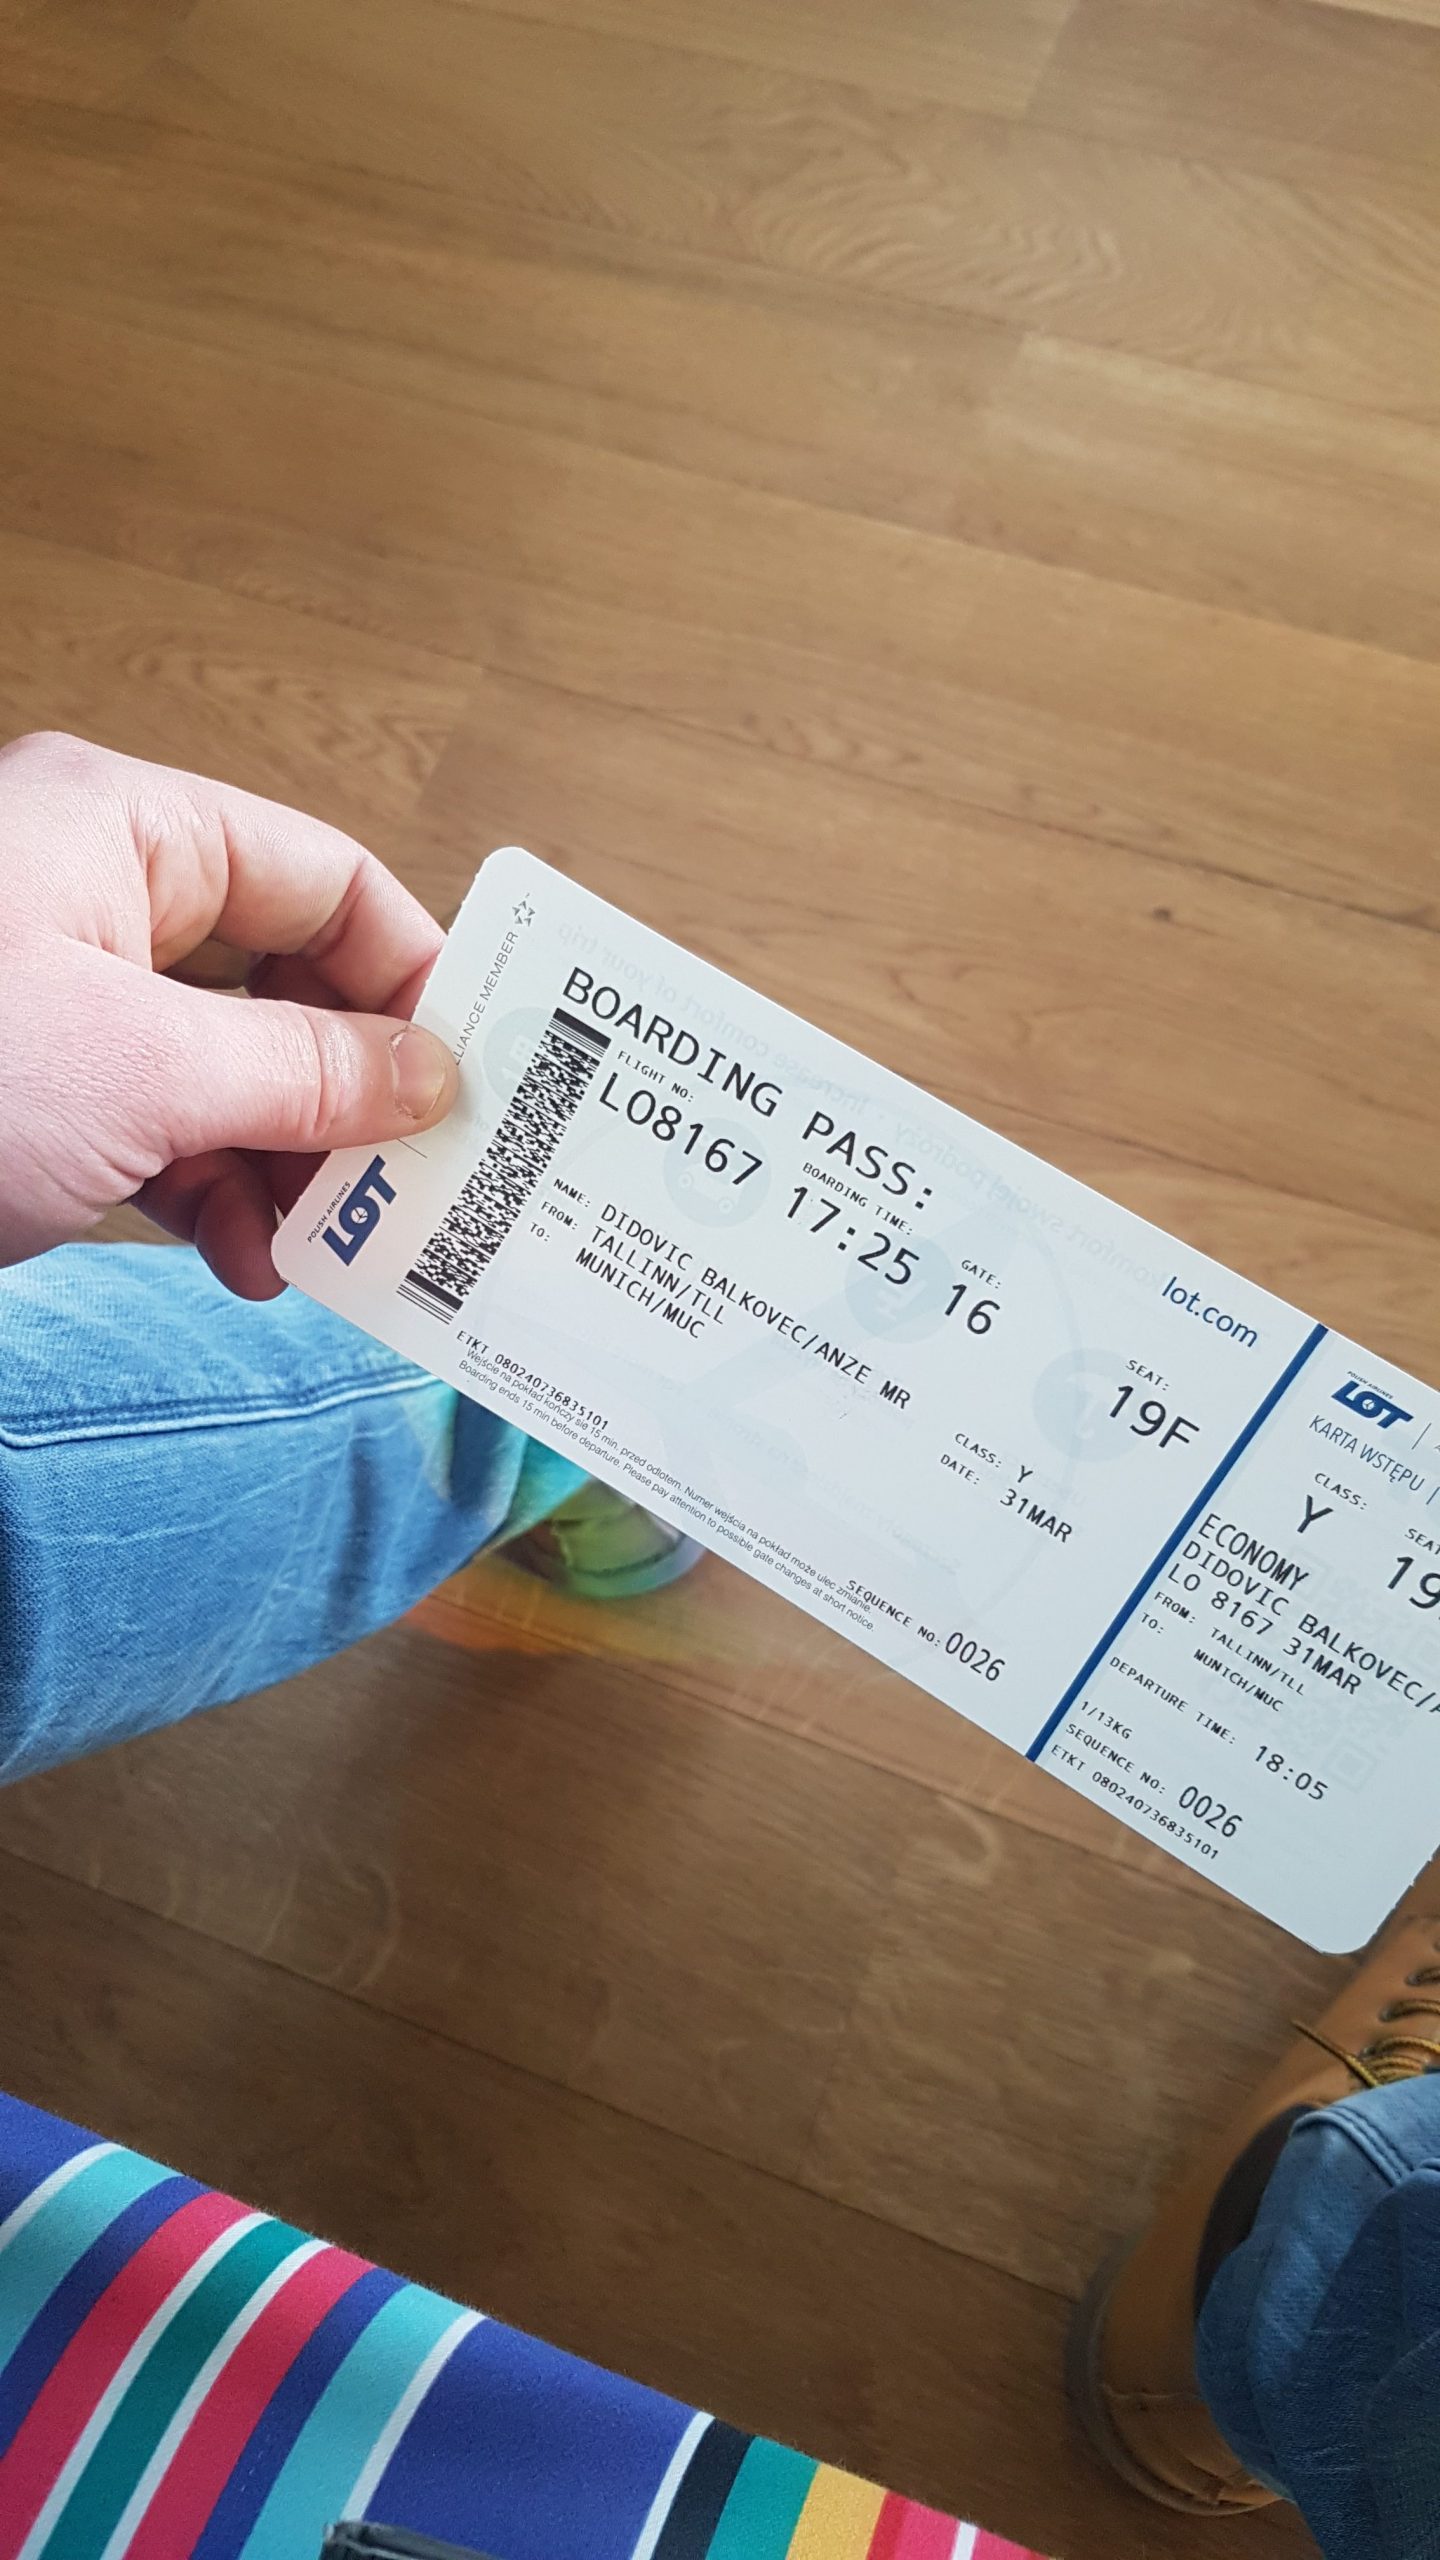 LLIANCE MEMBER
POLISH AIRLINES
LOT
BOARDING PASS:
FLIGHT NO: BOARDING TIME: GATE:
LO8167 17:25 16
NAME: DIDOVIC BALKOVEC/ANZE MR
FROM: TALLINN/TLL
TO: MUNICH/MUC
lot.com
SEAT:
19F
CLASS: Y
DATE: 31MAR
ETKT 080240736835101
Wejście na pokład kończy się 15 min. przed odlotem. Numer wejścia na pokład może ulec zmianie.
Boarding ends 15 min before departure. Please pay attention to possible gate changes at short notice.
SEQUENCE NO: 0026
POLISH AIRLINES
LOT
KARTA WSTĘPU
CLASS: SEAT
Y 19
ECONOMY
DIDOVIC BALKOVEC/A
LO 8167 31MAR
FROM: TALLINN/TLL
TO: MUNICH/MUC
DEPARTURE TIME: 18:05
1/13KG
SEQUENCE NO: 0026
ETKT 080240736835101